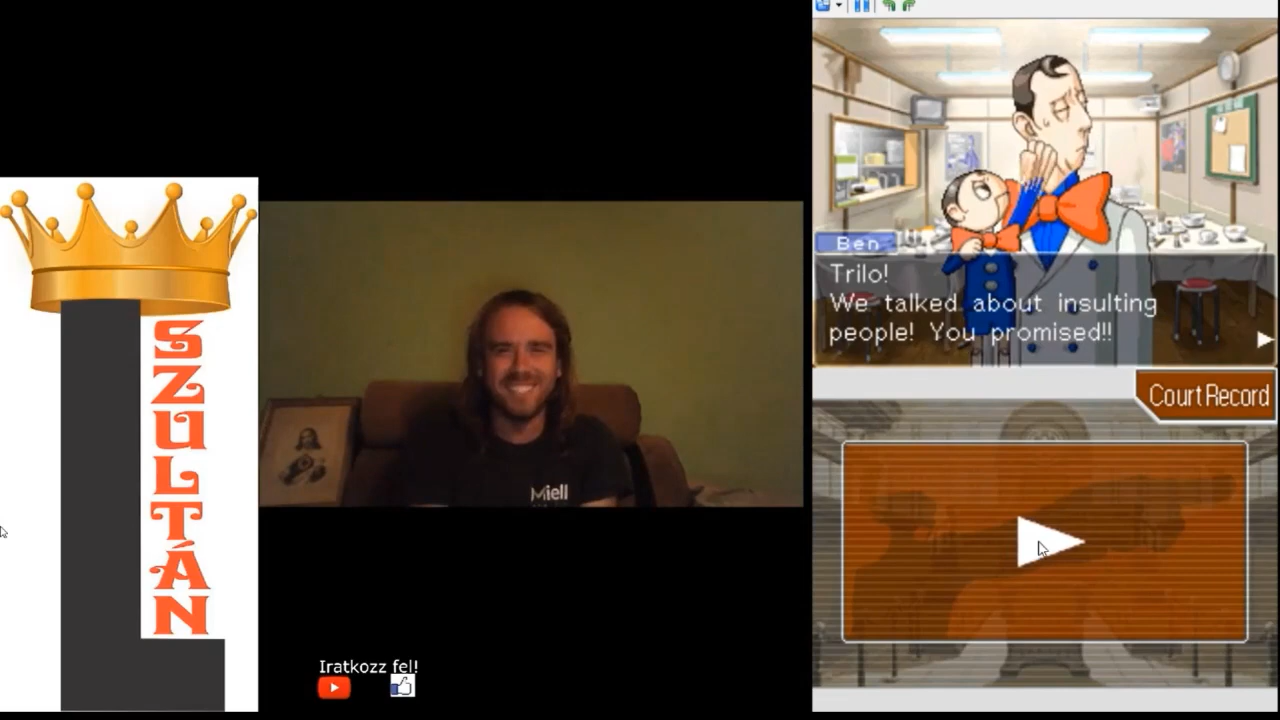 L
SZULTÁN
Miell
Iratkozz fel!
Ben
Trilo!
We talked about insulting
people! You promised!!
Court Record